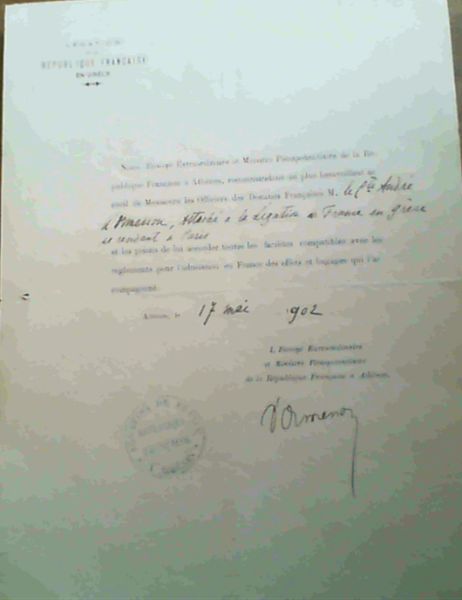 RÉPUBLIQUE FRANÇAISE
EN GRÈCE
Nous, Envoyé Extraordinaire et Ministre Plénipotentiaire de la Ré-
publique Française à Athènes, recommandons au plus bienveillant ac-
cueil de Messieurs les Officiers des Douanes Françaises M. le Cte André
d'Ormesson, Attaché à la Légation de France en Grèce
se rendant à Paris
et les prions de lui accorder toutes les facilités compatibles avec les
règlements pour l'admission en France des effets et bagages qui l'ac-
compagnent.
Athènes, le 17 mai 1902
L'Envoyé Extraordinaire
et Ministre Plénipotentiaire
de la République Française à Athènes,
d'Ormesson